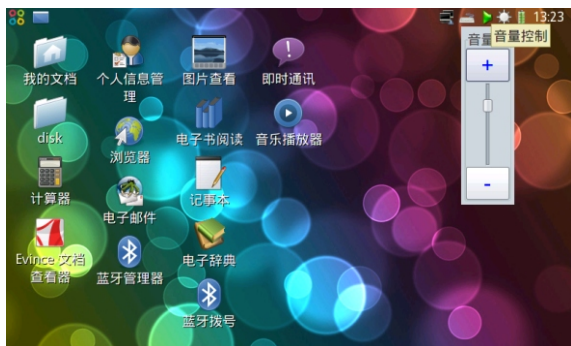 13:23
音量
音量控制
+
-
我的文档
个人信息管
理
图片查看
即时通讯
disk
浏览器
电子书阅读
音乐播放器
计算器
电子邮件
记事本
Evince 文档
查看器
蓝牙管理器
电子辞典
蓝牙拨号